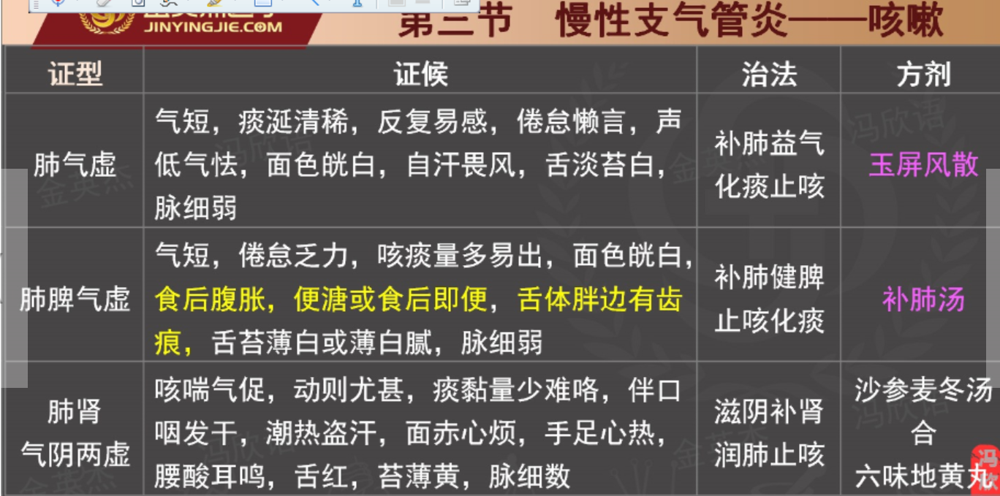 JINYINGJIE.COM
第三节 慢性支气管炎——咳嗽
证型 证候 治法 方剂
肺气虚
气短，痰涎清稀，反复易感，倦怠懒言，声
低气怯，面色㿠白，自汗畏风，舌淡苔白，
脉细弱
补肺益气
化痰止咳
玉屏风散
肺脾气虚
气短，倦怠乏力，咳痰量多易出，面色㿠白，
食后腹胀，便溏或食后即便，舌体胖边有齿
痕，舌苔薄白或薄白腻，脉细弱
补肺健脾
止咳化痰
补肺汤
肺肾
气阴两虚
咳喘气促，动则尤甚，痰黏量少难咯，伴口
咽发干，潮热盗汗，面赤心烦，手足心热，
腰酸耳鸣，舌红，苔薄黄，脉细数
滋阴补肾
润肺止咳
沙参麦冬汤
合
六味地黄丸
冯欣语
金英杰